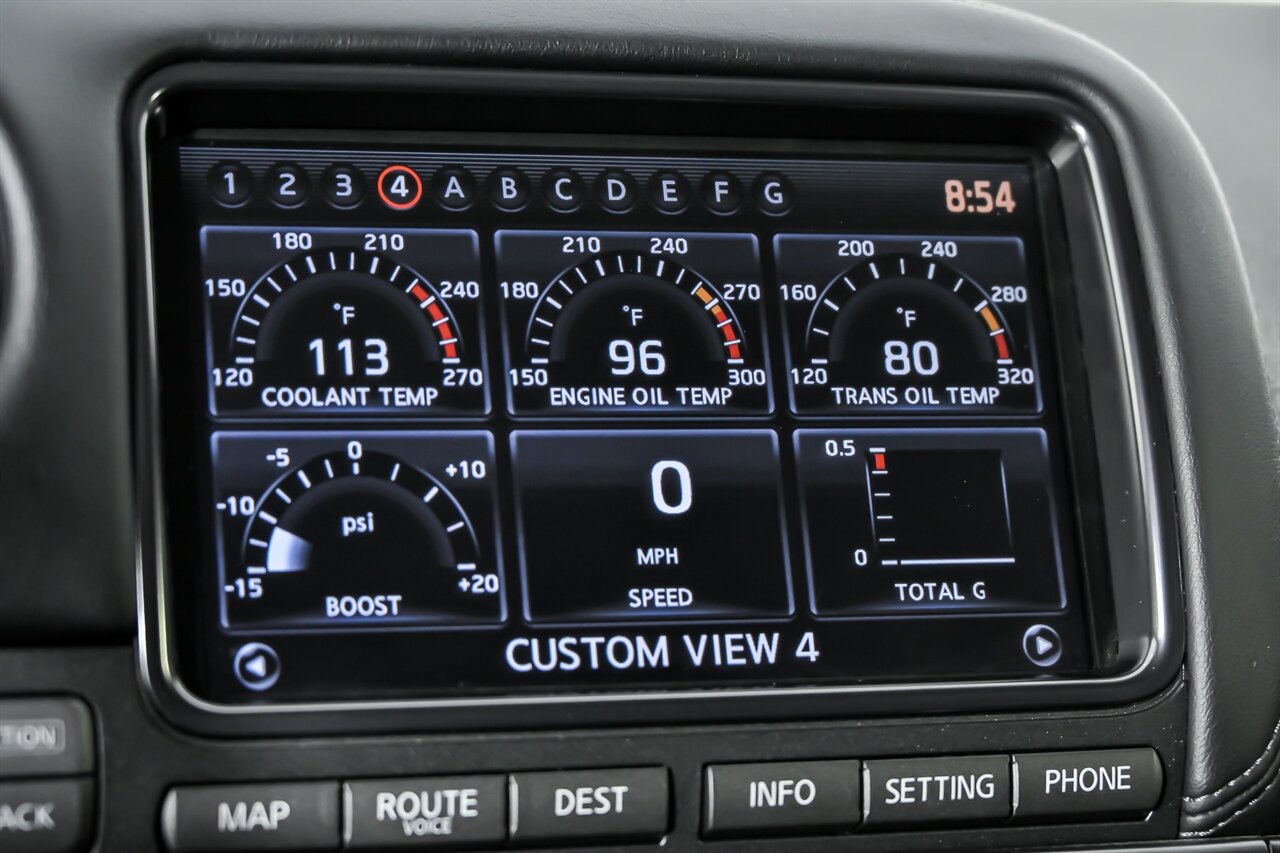 1 2 3 4 A B C D E F G 8:54
120 150 180 210 240 270
°F
113
COOLANT TEMP
150 180 210 240 270 300
°F
96
ENGINE OIL TEMP
120 160 200 240 280 320
°F
80
TRANS OIL TEMP
-15 -10 -5 0 +10 +20
psi
BOOST
0
MPH
SPEED
0.5
0
TOTAL G
CUSTOM VIEW 4
MAP ROUTE DEST INFO SETTING PHONE
VOICE